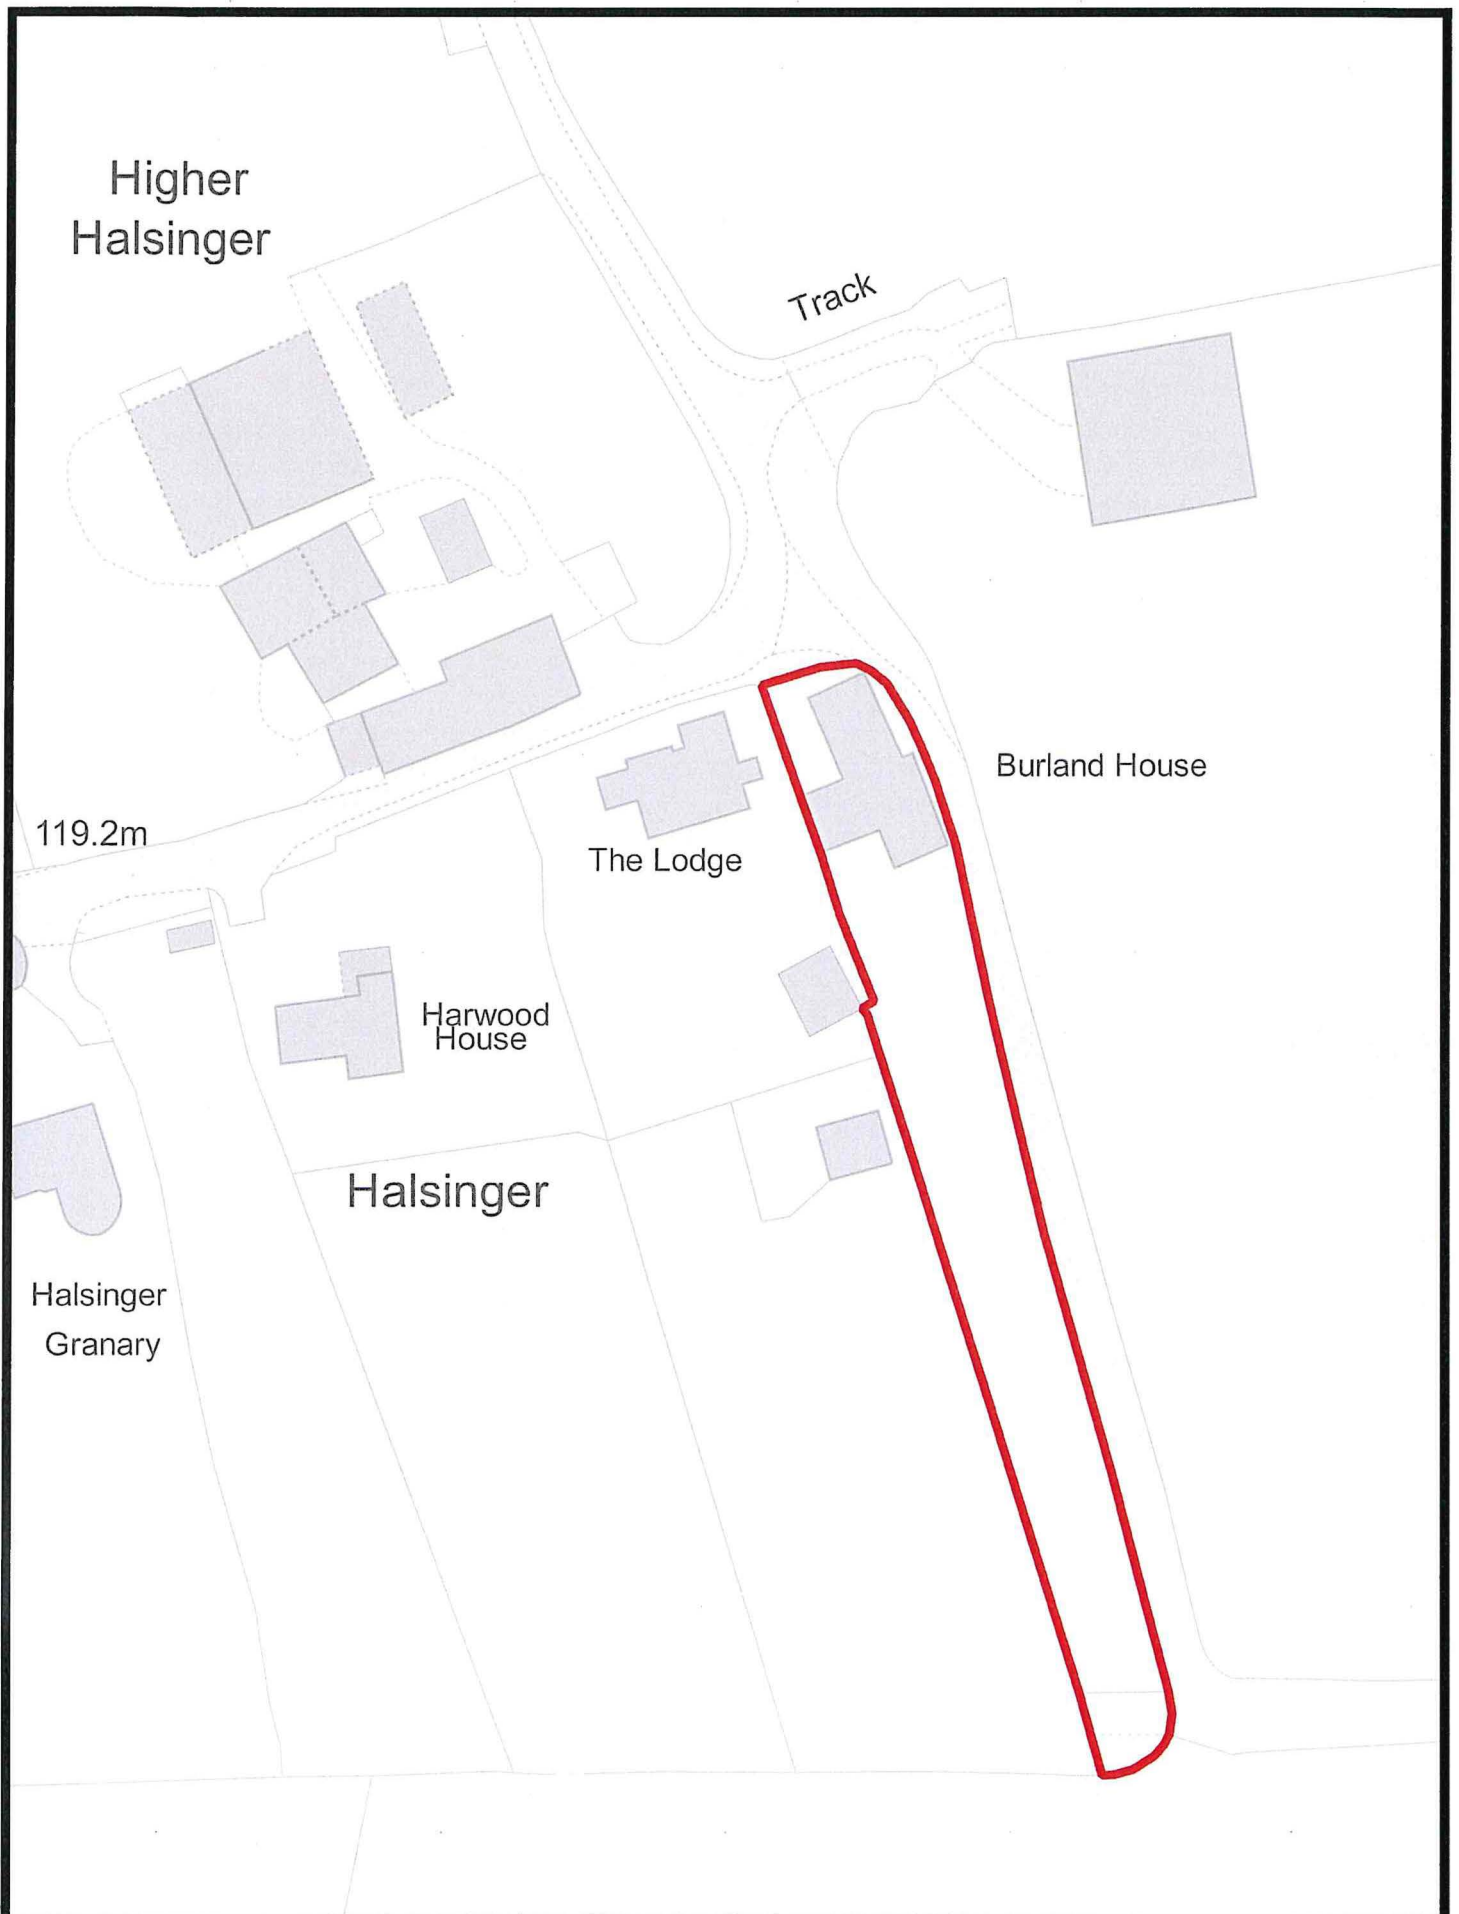 Higher
Halsinger
Track
Burland House
119.2m
The Lodge
Harwood
House
Halsinger
Halsinger
Granary